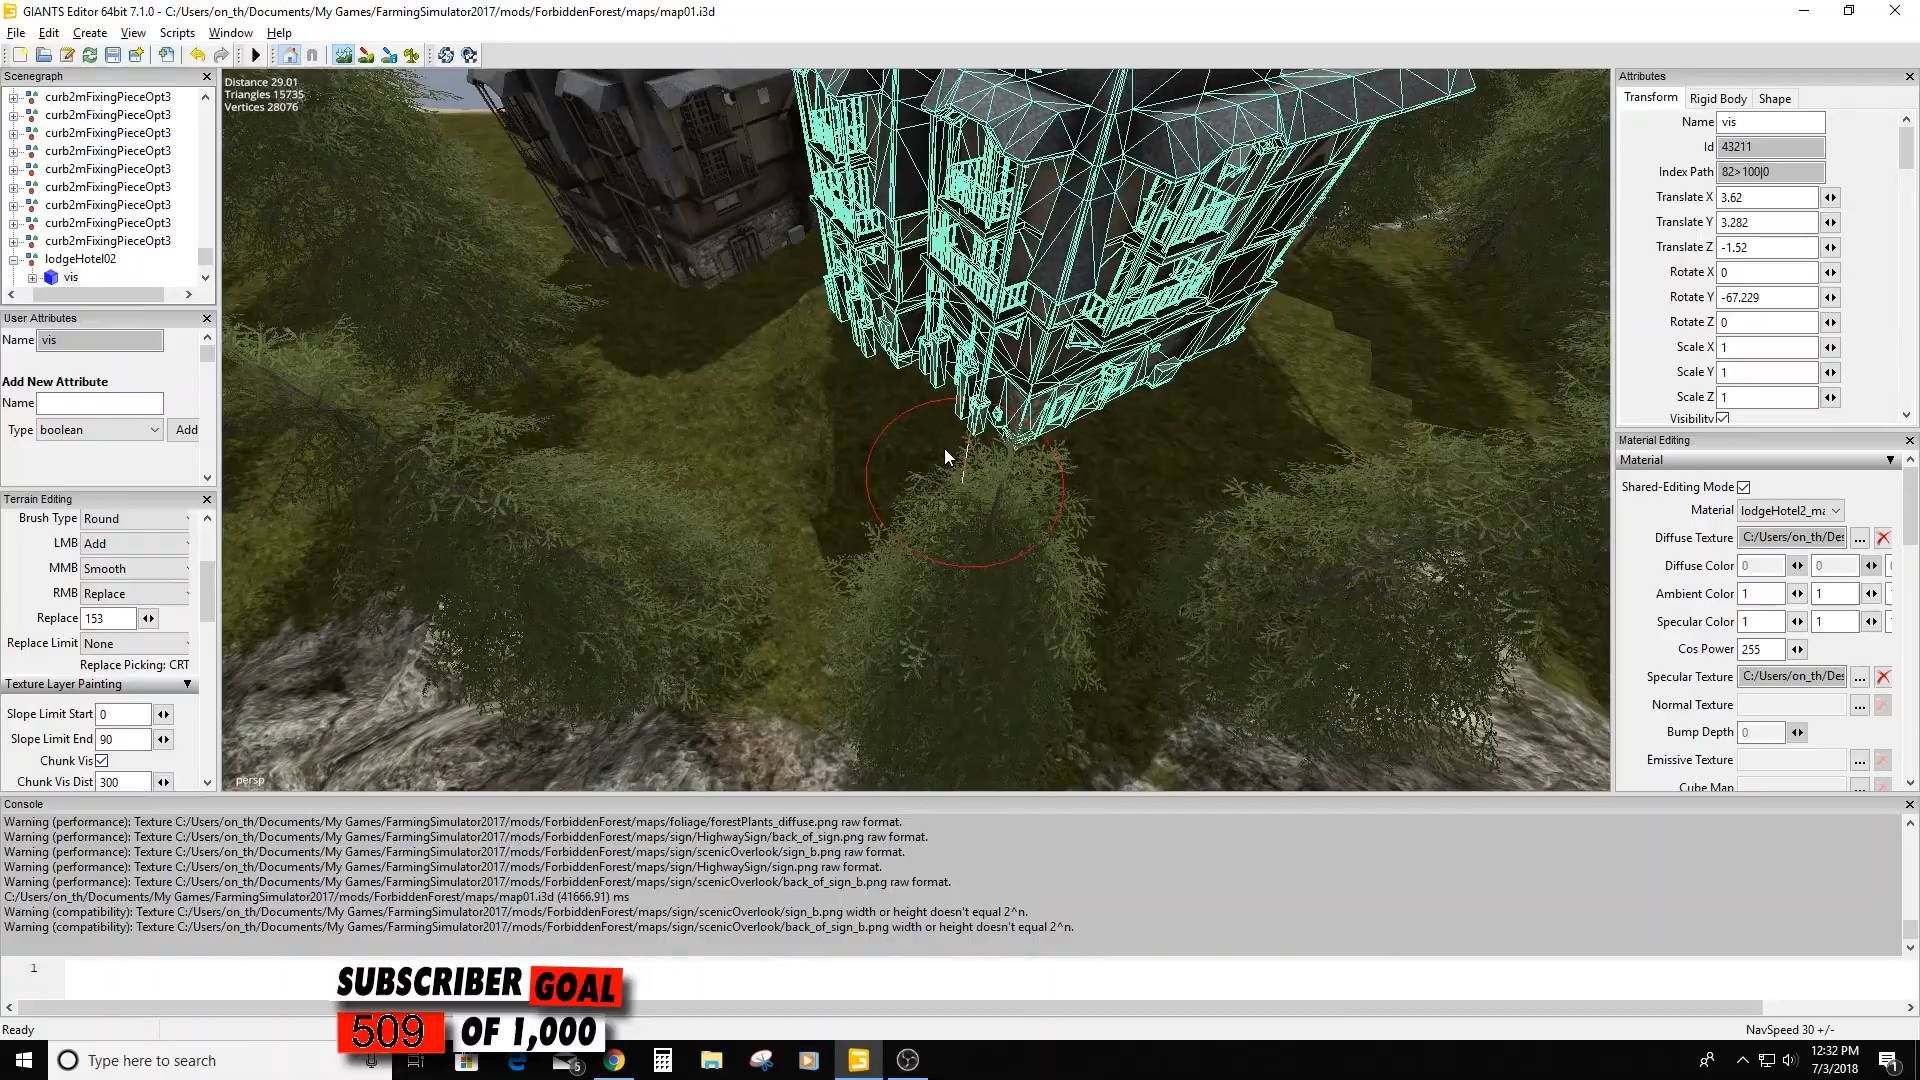 GIANTS Editor 64bit 7.1.0 - C:/Users/on_th/Documents/My Games/FarmingSimulator2017/mods/ForbiddenForest/maps/map01.i3d
File Edit Create View Scripts Window Help
Scenegraph
curb2mFixingPieceOpt3
curb2mFixingPieceOpt3
curb2mFixingPieceOpt3
curb2mFixingPieceOpt3
curb2mFixingPieceOpt3
curb2mFixingPieceOpt3
curb2mFixingPieceOpt3
curb2mFixingPieceOpt3
curb2mFixingPieceOpt3
lodgeHotel02
vis
User Attributes
Name vis
Add New Attribute
Name
Type boolean Add
Terrain Editing
Brush Type Round
LMB Add
MMB Smooth
RMB Replace
Replace 153
Replace Limit None
Replace Picking: CRT
Texture Layer Painting
Slope Limit Start 0
Slope Limit End 90
Chunk Vis
Chunk Vis Dist 300
Distance 29.01
Triangles 15735
Vertices 28076
persp
Attributes
Transform Rigid Body Shape
Name vis
Id 43211
Index Path 82>100|0
Translate X 3.62
Translate Y 3.282
Translate Z -1.52
Rotate X 0
Rotate Y -67.229
Rotate Z 0
Scale X 1
Scale Y 1
Scale Z 1
Visibility
Material Editing
Material
Shared-Editing Mode
Material lodgeHotel2_ma
Diffuse Texture C:/Users/on_th/Des ...
Diffuse Color 0 0
Ambient Color 1 1
Specular Color 1 1
Cos Power 255
Specular Texture C:/Users/on_th/Des ...
Normal Texture ...
Bump Depth 0
Emissive Texture ...
Cube Map
Console
Warning (performance): Texture C:/Users/on_th/Documents/My Games/FarmingSimulator2017/mods/ForbiddenForest/maps/foliage/forestPlants_diffuse.png raw format.
Warning (performance): Texture C:/Users/on_th/Documents/My Games/FarmingSimulator2017/mods/ForbiddenForest/maps/sign/HighwaySign/back_of_sign.png raw format.
Warning (performance): Texture C:/Users/on_th/Documents/My Games/FarmingSimulator2017/mods/ForbiddenForest/maps/sign/scenicOverlook/sign_b.png raw format.
Warning (performance): Texture C:/Users/on_th/Documents/My Games/FarmingSimulator2017/mods/ForbiddenForest/maps/sign/HighwaySign/sign.png raw format.
Warning (performance): Texture C:/Users/on_th/Documents/My Games/FarmingSimulator2017/mods/ForbiddenForest/maps/sign/scenicOverlook/back_of_sign_b.png raw format.
C:/Users/on_th/Documents/My Games/FarmingSimulator2017/mods/ForbiddenForest/maps/map01.i3d (41666.91) ms
Warning (compatibility): Texture C:/Users/on_th/Documents/My Games/FarmingSimulator2017/mods/ForbiddenForest/maps/sign/scenicOverlook/sign_b.png width or height doesn't equal 2^n.
Warning (compatibility): Texture C:/Users/on_th/Documents/My Games/FarmingSimulator2017/mods/ForbiddenForest/maps/sign/scenicOverlook/back_of_sign_b.png width or height doesn't equal 2^n.
1
SUBSCRIBER GOAL
509 OF 1,000
Ready
NavSpeed 30 +/-
Type here to search
5
12:32 PM
7/3/2018
1